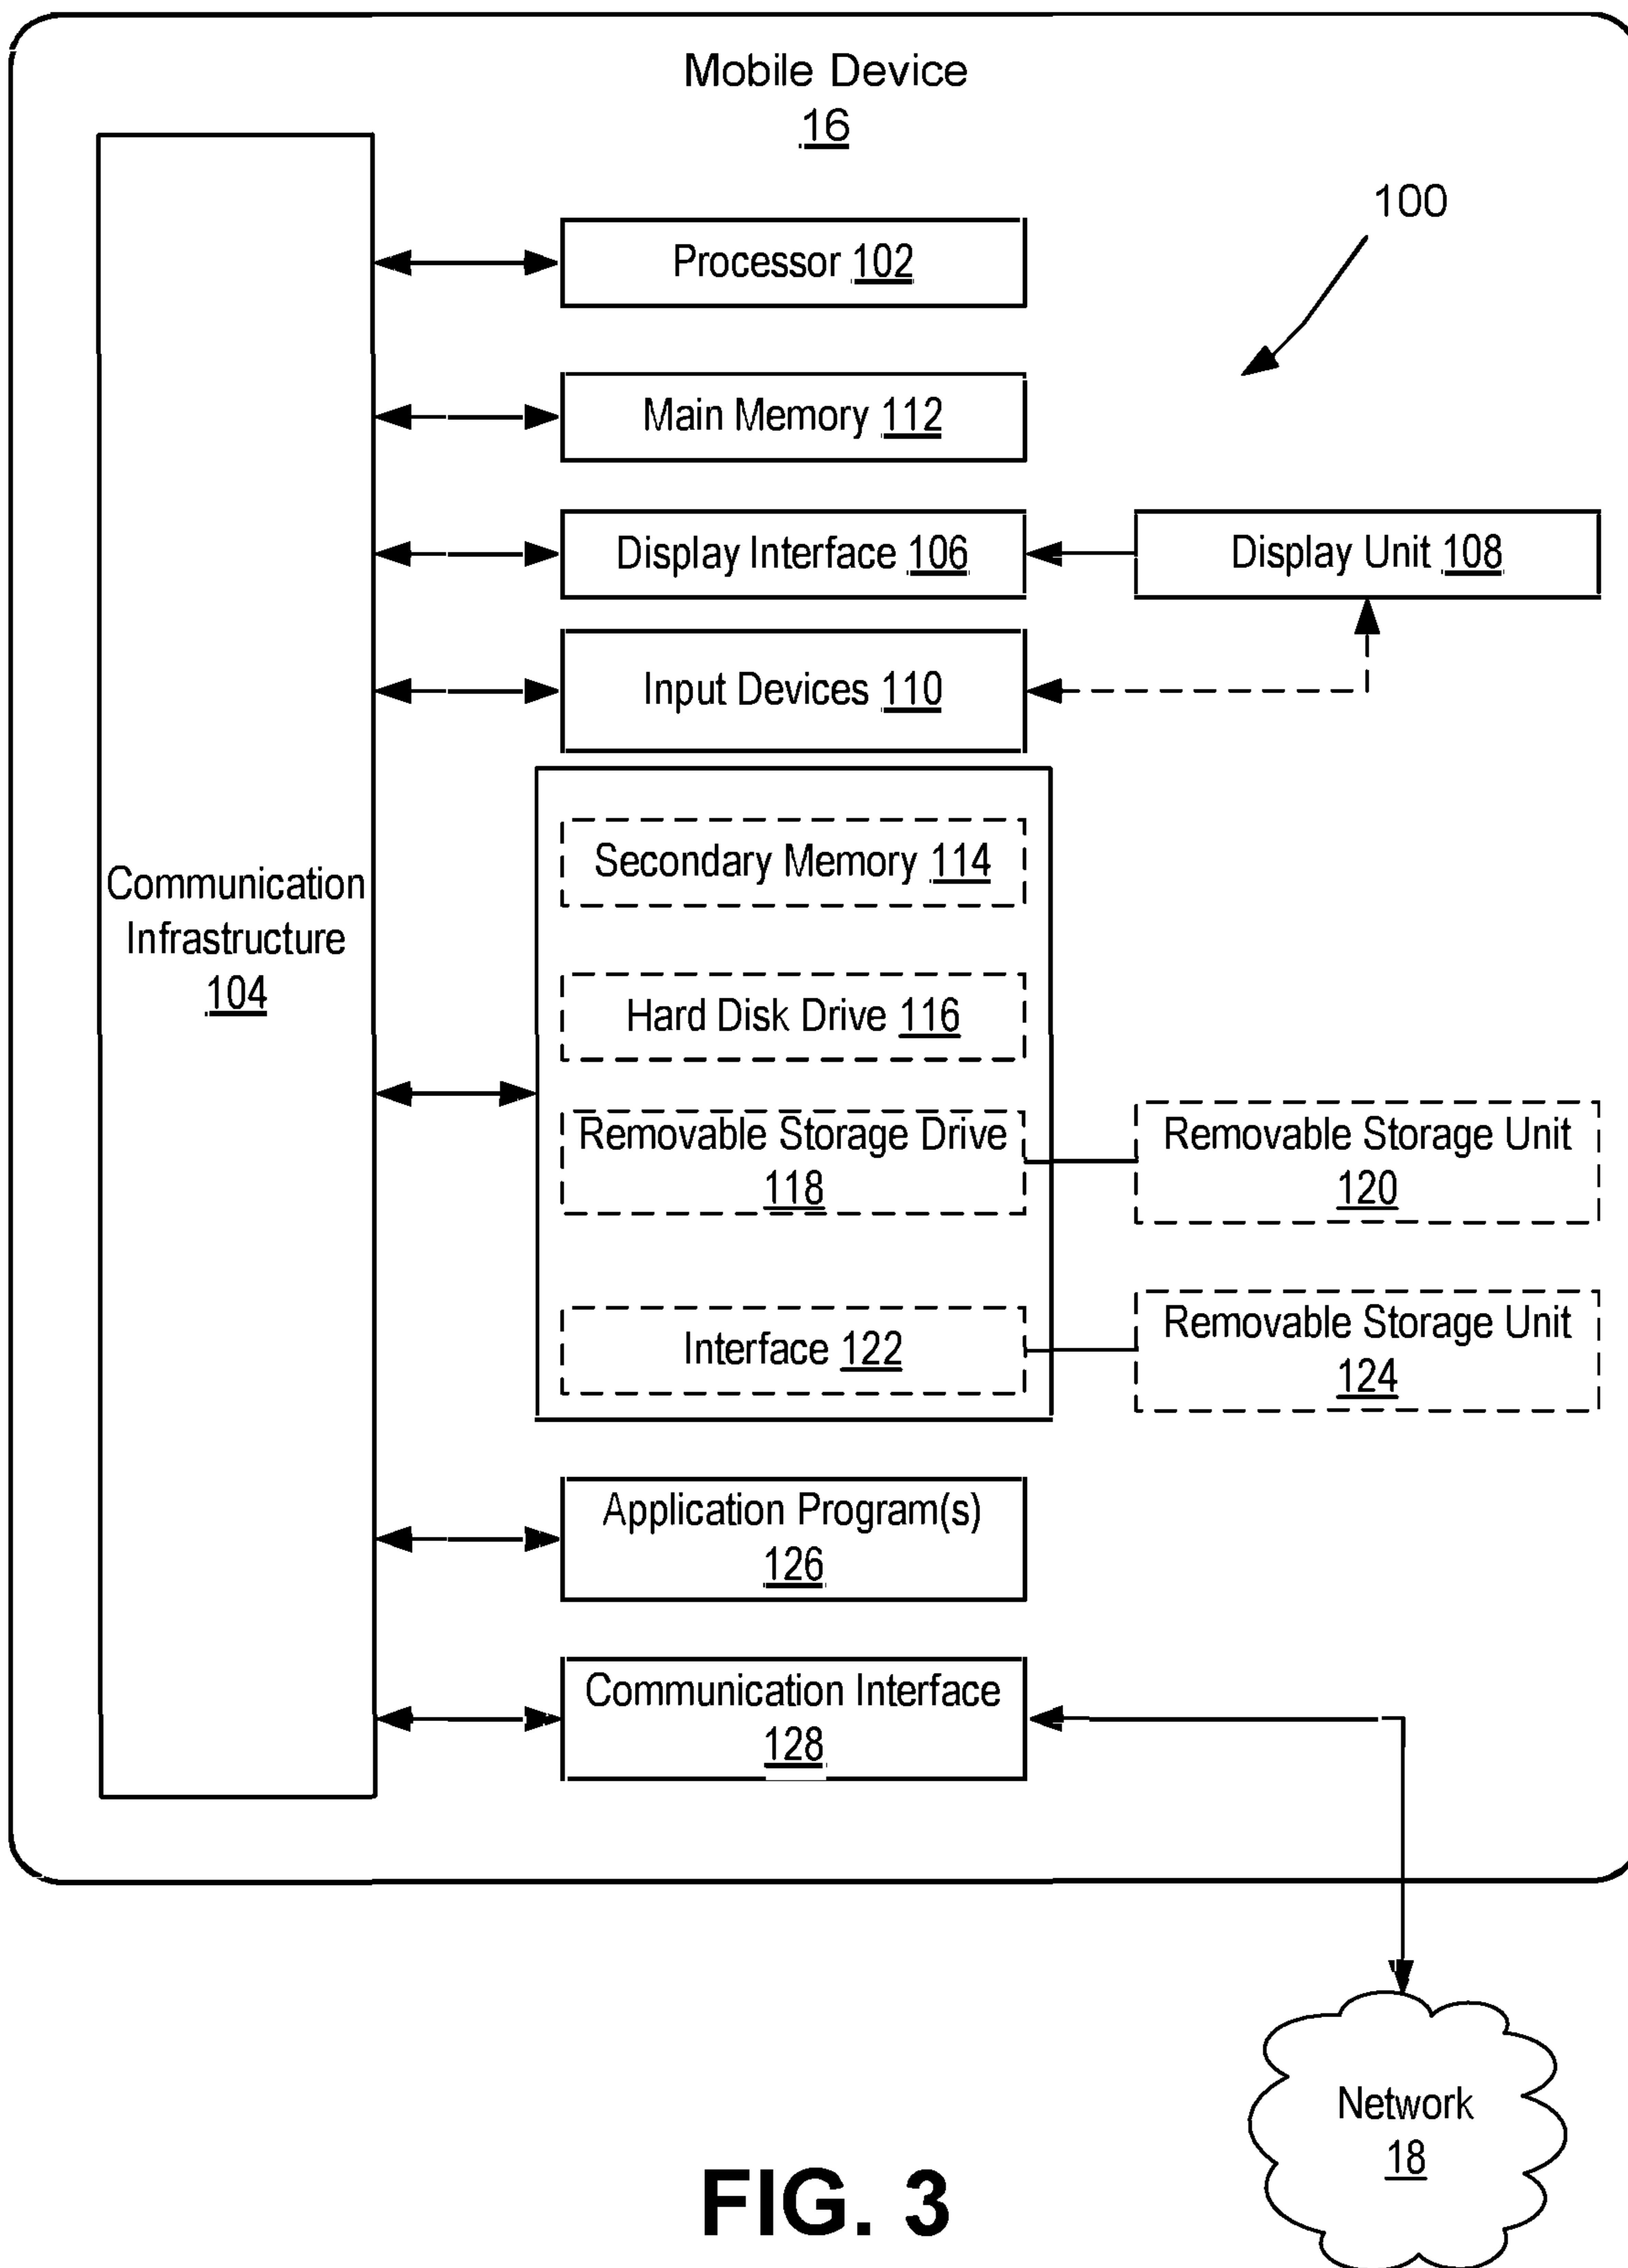 Mobile Device
16
100
Processor 102
Main Memory 112
Display Interface 106
Display Unit 108
Input Devices 110
Communication
Infrastructure
104
Secondary Memory 114
Hard Disk Drive 116
Removable Storage Drive
118
Removable Storage Unit
120
Interface 122
Removable Storage Unit
124
Application Program(s)
126
Communication Interface
128
Network
18
FIG. 3